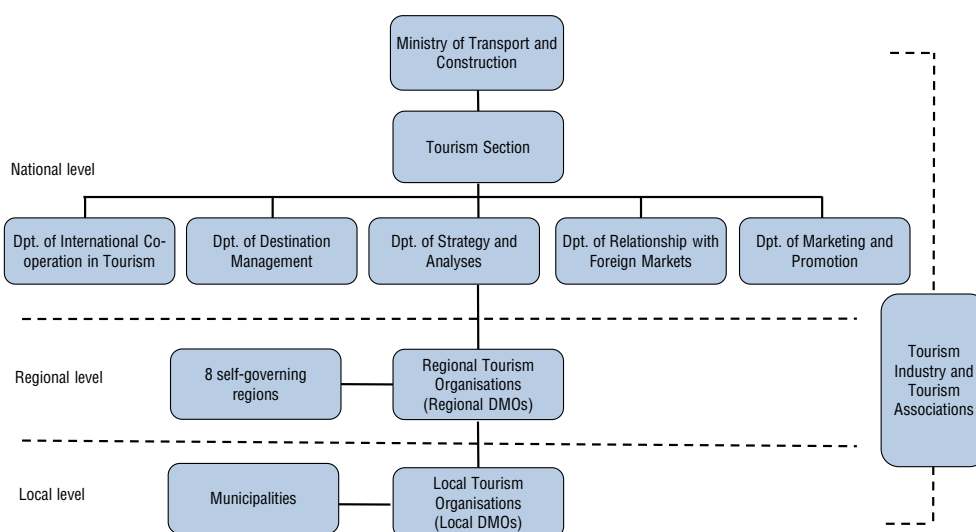 Ministry of Transport and
Construction
Tourism Section
National level
Dpt. of International Co-
operation in Tourism
Dpt. of Destination
Management
Dpt. of Strategy and
Analyses
Dpt. of Relationship with
Foreign Markets
Dpt. of Marketing and
Promotion
Regional level
8 self-governing
regions
Regional Tourism
Organisations
(Regional DMOs)
Tourism
Industry and
Tourism
Associations
Local level
Municipalities
Local Tourism
Organisations
(Local DMOs)